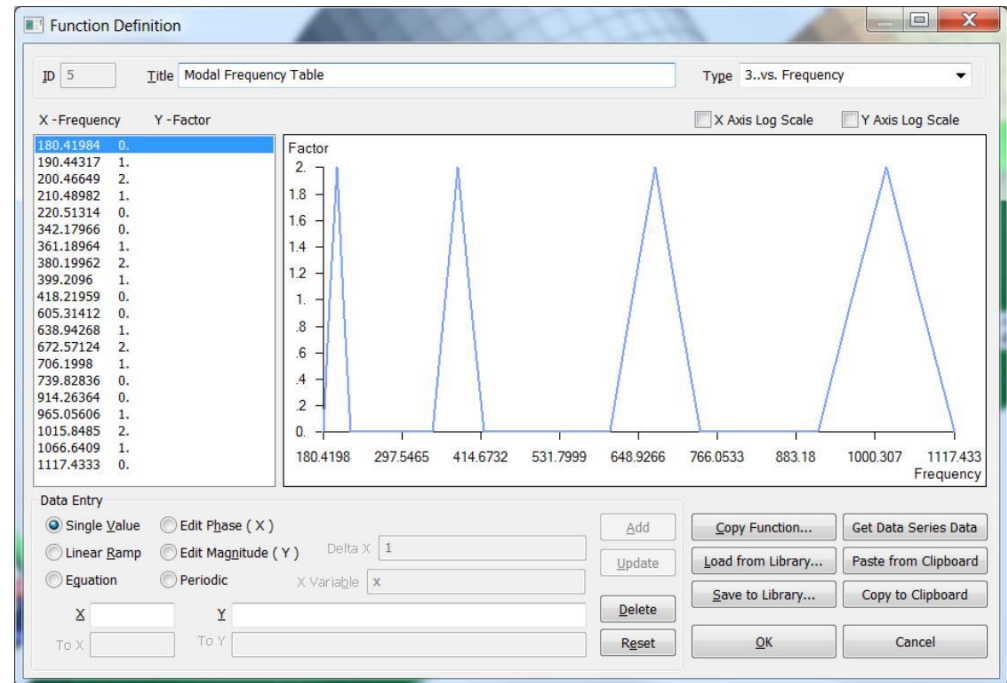 Function Definition
ID 5 Title Modal Frequency Table Type 3..vs. Frequency
X -Frequency Y -Factor X Axis Log Scale Y Axis Log Scale
180.41984 0.
190.44317 1.
200.46649 2.
210.48982 1.
220.51314 0.
342.17966 0.
361.18964 1.
380.19962 2.
399.2096 1.
418.21959 0.
605.31412 0.
638.94268 1.
672.57124 2.
706.1998 1.
739.82836 0.
914.26364 0.
965.05606 1.
1015.8485 2.
1066.6409 1.
1117.4333 0.
Factor
2.
1.8
1.6
1.4
1.2
1.
.8
.6
.4
.2
0.
180.4198 297.5465 414.6732 531.7999 648.9266 766.0533 883.18 1000.307 1117.433
Frequency
Data Entry
Single Value Edit Phase ( X )
Linear Ramp Edit Magnitude ( Y ) Delta X 1
Equation Periodic X Variable x
X Y
To X To Y
Add
Update
Delete
Reset
Copy Function... Get Data Series Data
Load from Library... Paste from Clipboard
Save to Library... Copy to Clipboard
OK Cancel